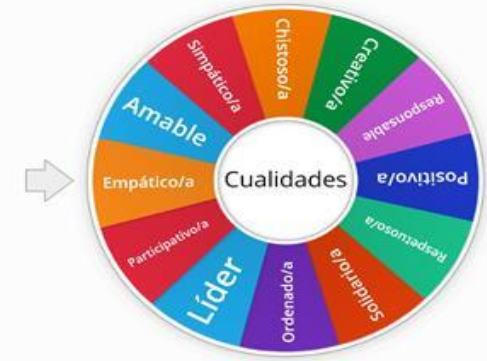 Chistoso/a
Creativo/a
Responsable
Positivo/a
Respetuoso/a
Solidario/a
Ordenado/a
Líder
Participativo/a
Empático/a
Amable
Simpático/a
Cualidades